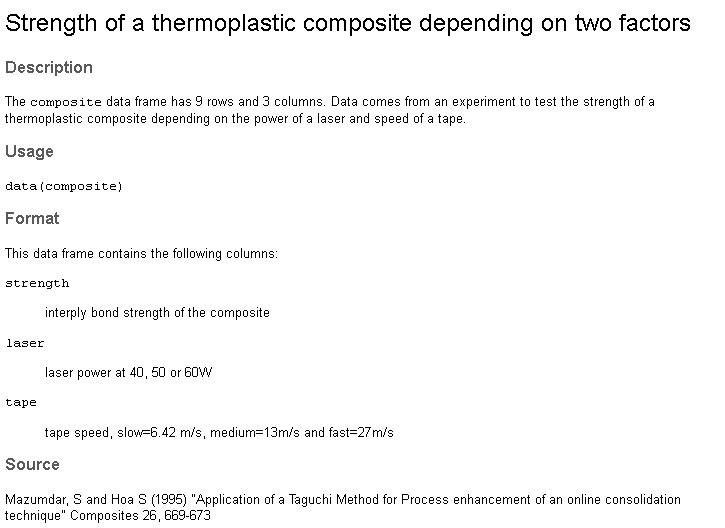 Strength of a thermoplastic composite depending on two factors
Description
The composite data frame has 9 rows and 3 columns. Data comes from an experiment to test the strength of a
thermoplastic composite depending on the power of a laser and speed of a tape.
Usage
data(composite)
Format
This data frame contains the following columns:
strength
interply bond strength of the composite
laser
laser power at 40, 50 or 60W
tape
tape speed, slow=6.42 m/s, medium=13m/s and fast=27m/s
Source
Mazumdar, S and Hoa S (1995) "Application of a Taguchi Method for Process enhancement of an online consolidation
technique" Composites 26, 669-673